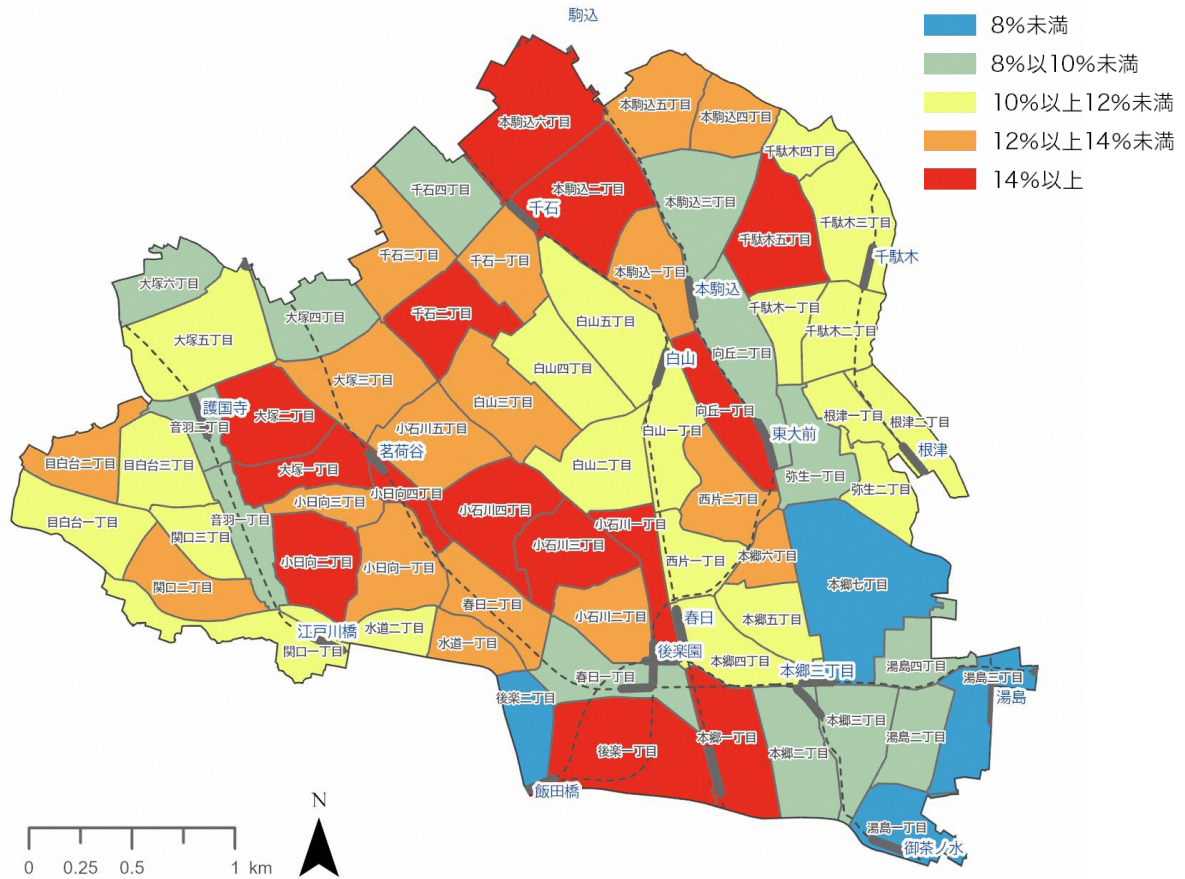 駒込
8%未満
8%以10%未満
10%以上12%未満
12%以上14%未満
14%以上
本駒込六丁目
本駒込五丁目
本駒込四丁目
千駄木四丁目
千石四丁目
本駒込二丁目
本駒込三丁目
千石
千駄木三丁目
千駄木五丁目
千石三丁目
千石一丁目
本駒込一丁目
千駄木
大塚六丁目
本駒込
大塚四丁目
千石二丁目
千駄木一丁目
白山五丁目
千駄木二丁目
大塚五丁目
向丘二丁目
白山
白山四丁目
大塚三丁目
護国寺
大塚二丁目
白山三丁目
向丘一丁目
根津一丁目
根津二丁目
音羽二丁目
小石川五丁目
白山一丁目
東大前
根津
茗荷谷
目白台二丁目
目白台三丁目
大塚一丁目
白山二丁目
弥生一丁目
弥生二丁目
小日向四丁目
小日向三丁目
西片二丁目
小石川四丁目
目白台一丁目
音羽一丁目
小石川一丁目
関口三丁目
小石川三丁目
本郷六丁目
小日向二丁目
小日向一丁目
西片一丁目
関口二丁目
本郷七丁目
春日二丁目
小石川二丁目
春日
本郷五丁目
江戸川橋
水道二丁目
水道一丁目
関口一丁目
後楽園
本郷四丁目
本郷三丁目
湯島四丁目
春日一丁目
湯島三丁目
後楽二丁目
湯島
本郷三丁目
後楽一丁目
本郷一丁目
本郷二丁目
湯島二丁目
飯田橋
湯島一丁目
御茶ノ水
N
0 0.25 0.5 1 km